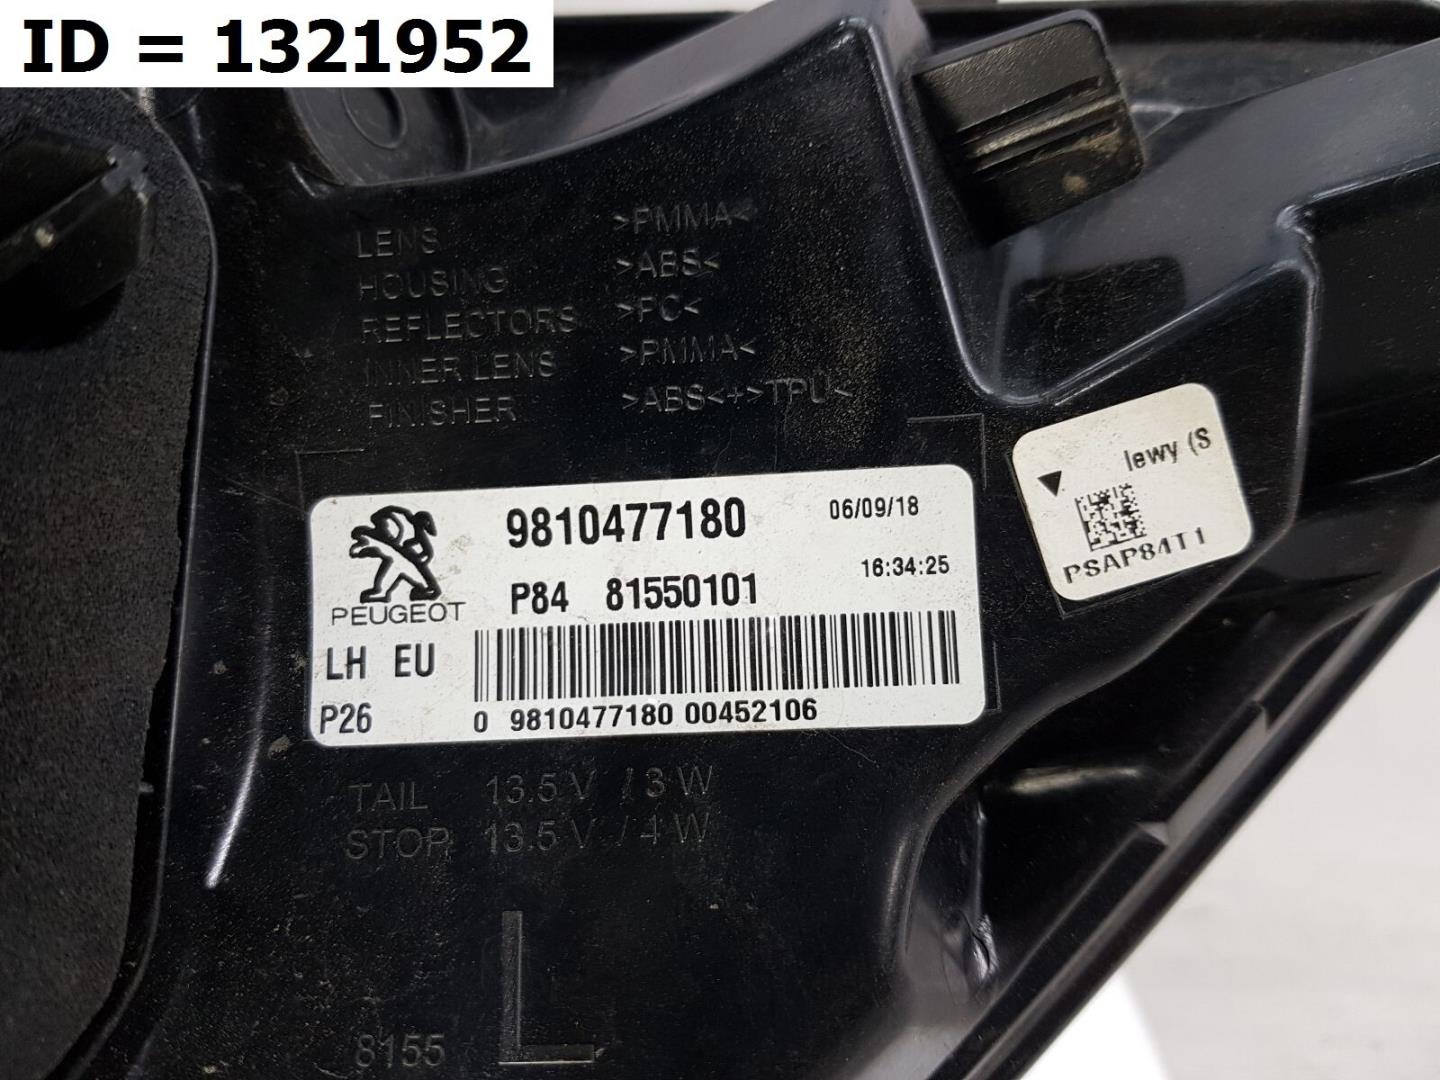 ID = 1321952
LENS >PMMA<
HOUSING >ABS<
REFLECTORS >PC<
INNER LENS >PMMA<
FINISHER >ABS<+>TPU<
lewy (S
PSAP84T1
9810477180 06/09/18
16:34:25
P84 81550101
PEUGEOT
LH EU
P26 0 9810477180 00452106
TAIL 13.5 V / 3 W
STOP 13.5 V / 4 W
L
8155